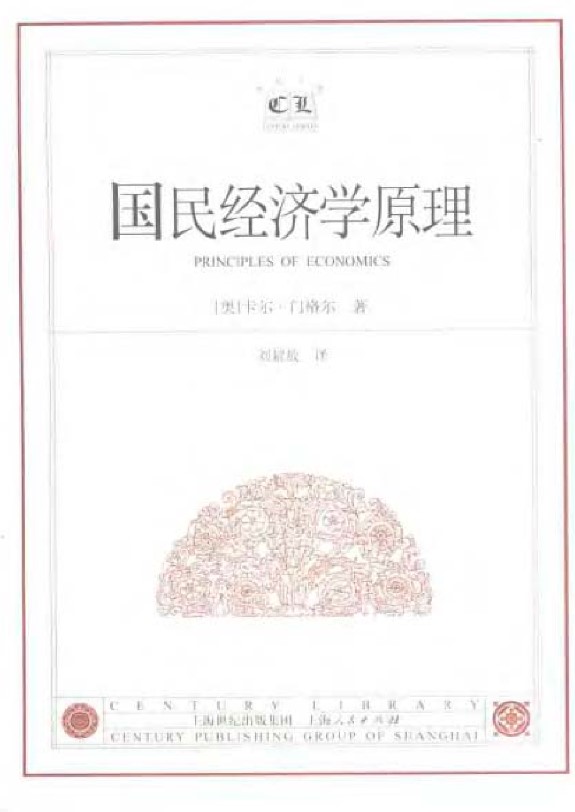 CL
国民经济学原理
PRINCIPLES OF ECONOMICS
[奥]卡尔·门格尔 著
刘絜敖 译
CENTURY LIBRARY
上海世纪出版集团 上海人民出版社
CENTURY PUBLISHING GROUP OF SHANGHAI